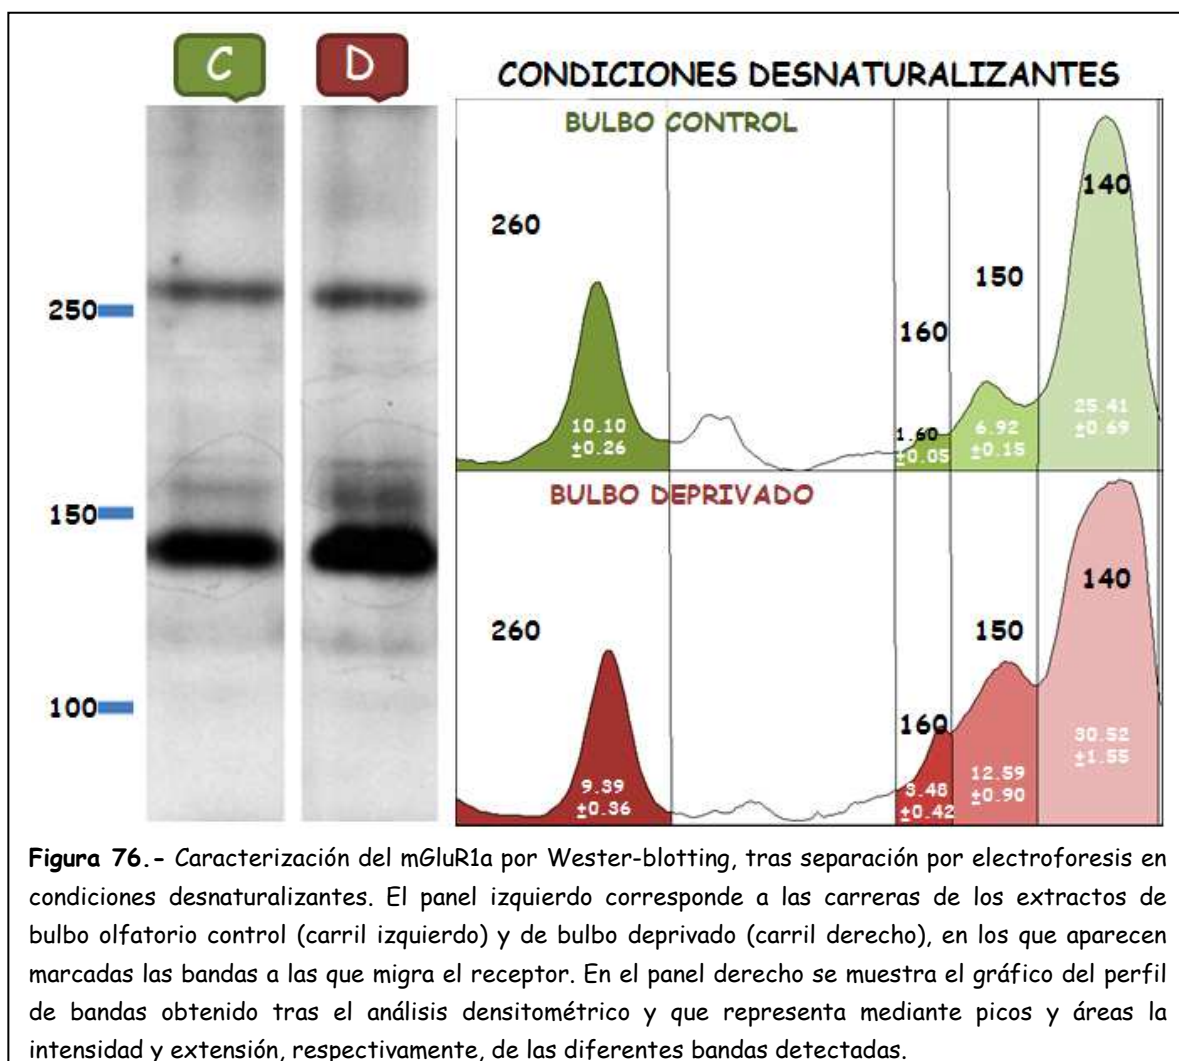 C
D
CONDICIONES DESNATURALIZANTES
BULBO CONTROL
260
160
150
140
10.10
±0.26
1.60
±0.05
6.92
±0.15
25.41
±0.69
250
150
100
BULBO DEPRIVADO
260
160
150
140
9.39
±0.36
3.48
±0.42
12.59
±0.90
30.52
±1.55
Figura 76.- Caracterización del mGluR1a por Wester-blotting, tras separación por electroforesis en
condiciones desnaturalizantes. El panel izquierdo corresponde a las carreras de los extractos de
bulbo olfatorio control (carril izquierdo) y de bulbo deprivado (carril derecho), en los que aparecen
marcadas las bandas a las que migra el receptor. En el panel derecho se muestra el gráfico del perfil
de bandas obtenido tras el análisis densitométrico y que representa mediante picos y áreas la
intensidad y extensión, respectivamente, de las diferentes bandas detectadas.